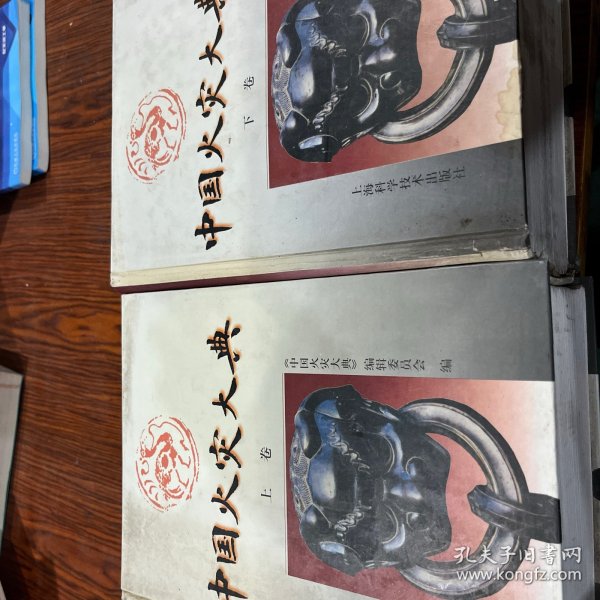 中国火灾大典
下卷
上海科学技术出版社
中国火灾大典
上卷
《中国火灾大典》编辑委员会 编
孔夫子旧书网
www.kongfz.com